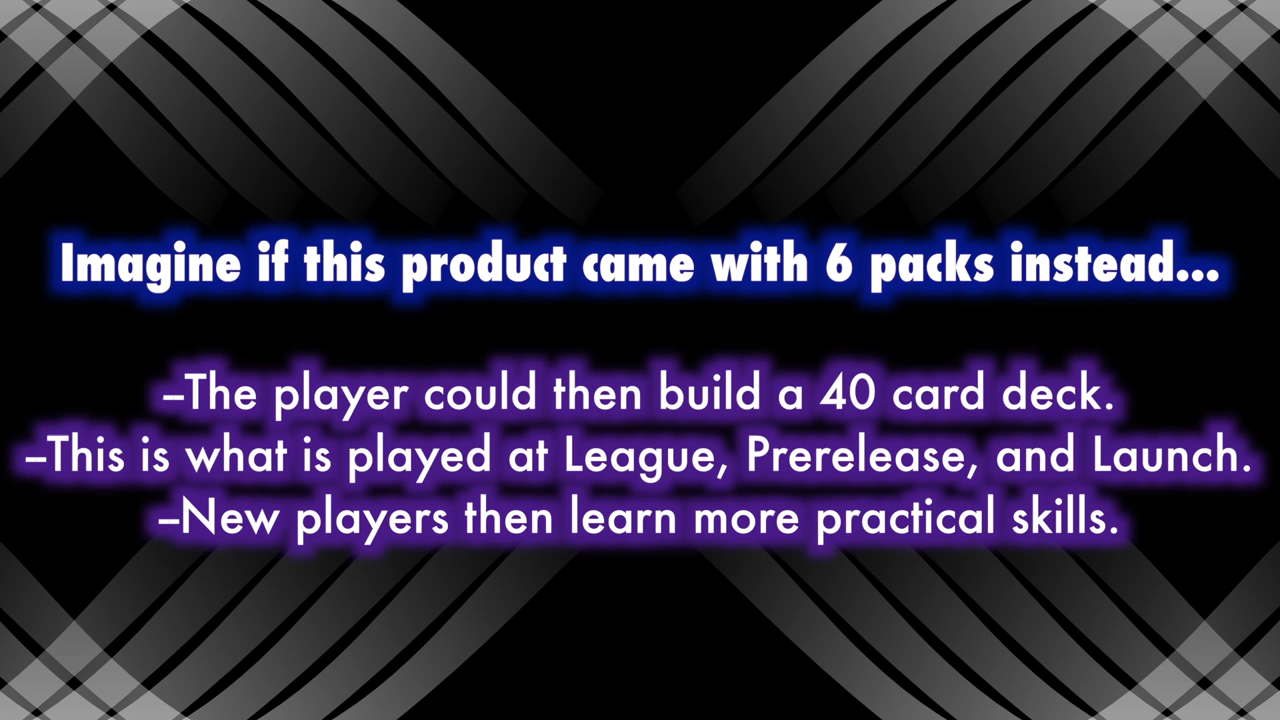 Imagine if this product came with 6 packs instead...
–The player could then build a 40 card deck.
–This is what is played at League, Prerelease, and Launch.
–New players then learn more practical skills.